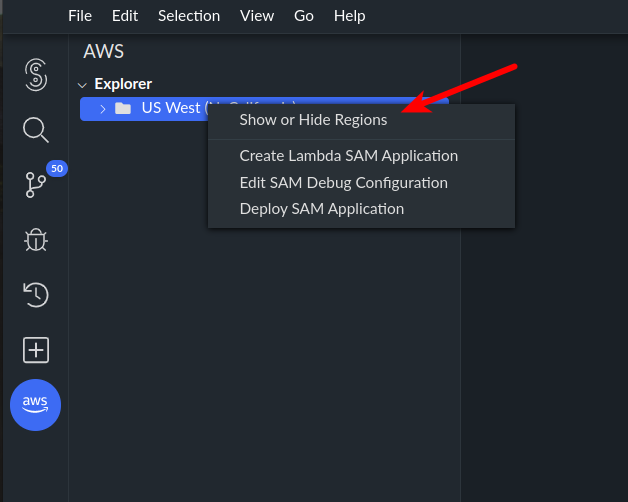 File Edit Selection View Go Help
AWS
Explorer
US West
Show or Hide Regions
Create Lambda SAM Application
Edit SAM Debug Configuration
Deploy SAM Application
50
aws